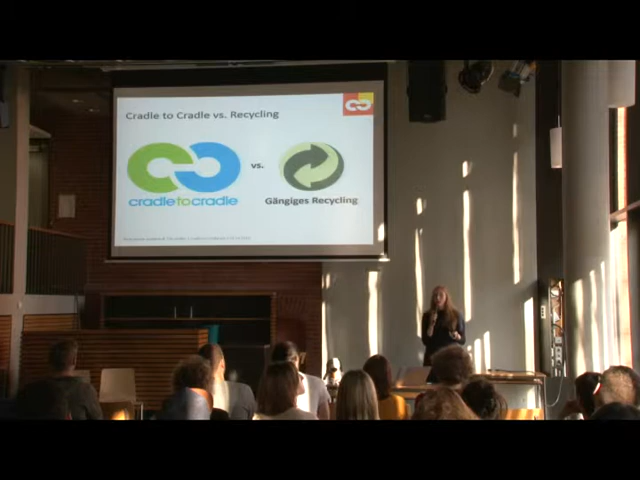 Cradle to Cradle vs. Recycling
vs.
cradletocradle
Gängiges Recycling